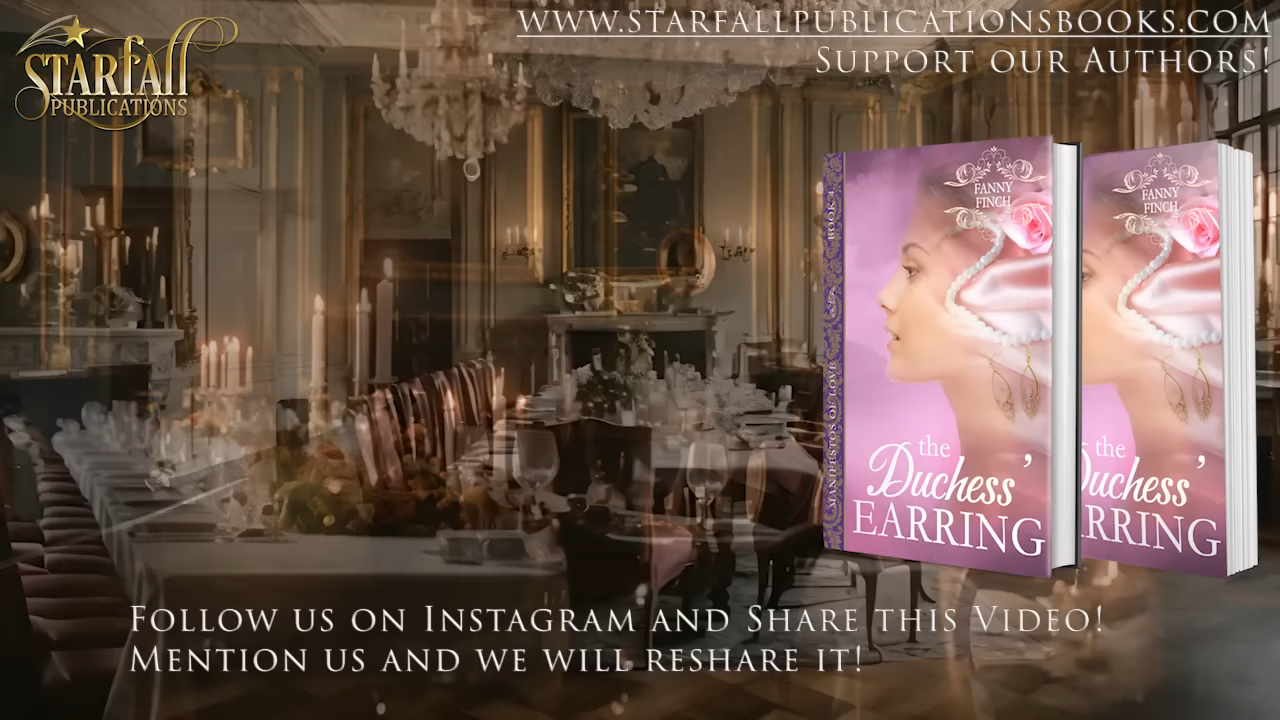 STARfall
PUBLICATIONS
WWW.STARFALLPUBLICATIONSBOOKS.COM
SUPPORT OUR AUTHORS!
MANIFESTOS OF LOVE
BOOK 1
FANNY
FINCH
the
Duchess'
EARRING
FANNY
FINCH
the
Duchess'
RRING
FOLLOW US ON INSTAGRAM AND SHARE THIS VIDEO!
MENTION US AND WE WILL RESHARE IT!